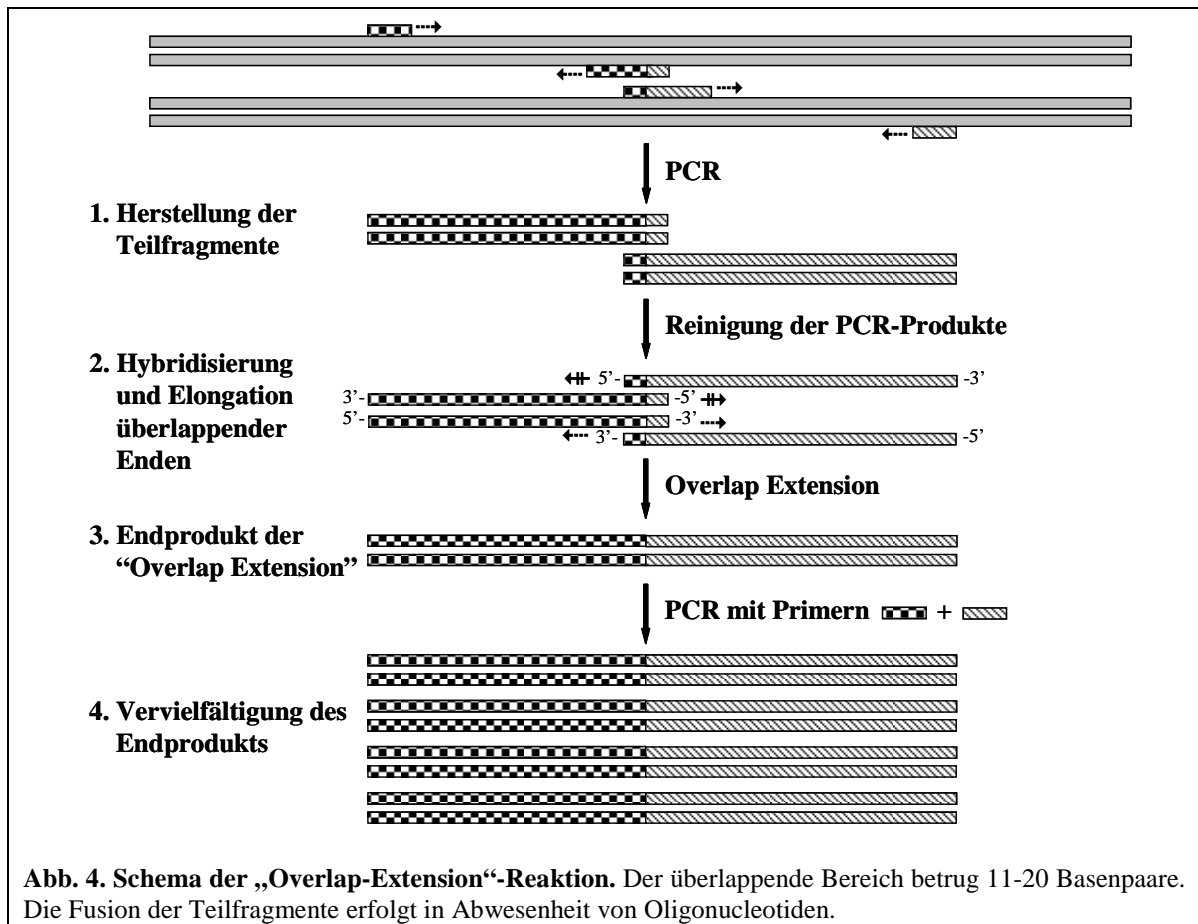 PCR
1. Herstellung der
Teilfragmente
Reinigung der PCR-Produkte
2. Hybridisierung
und Elongation
überlappender
Enden
5’- -3’
3’- -5’
5’- -3’
3’- -5’
Overlap Extension
3. Endprodukt der
“Overlap Extension”
PCR mit Primern +
4. Vervielfältigung des
Endprodukts
Abb. 4. Schema der „Overlap-Extension“-Reaktion. Der überlappende Bereich betrug 11-20 Basenpaare.
Die Fusion der Teilfragmente erfolgt in Abwesenheit von Oligonucleotiden.